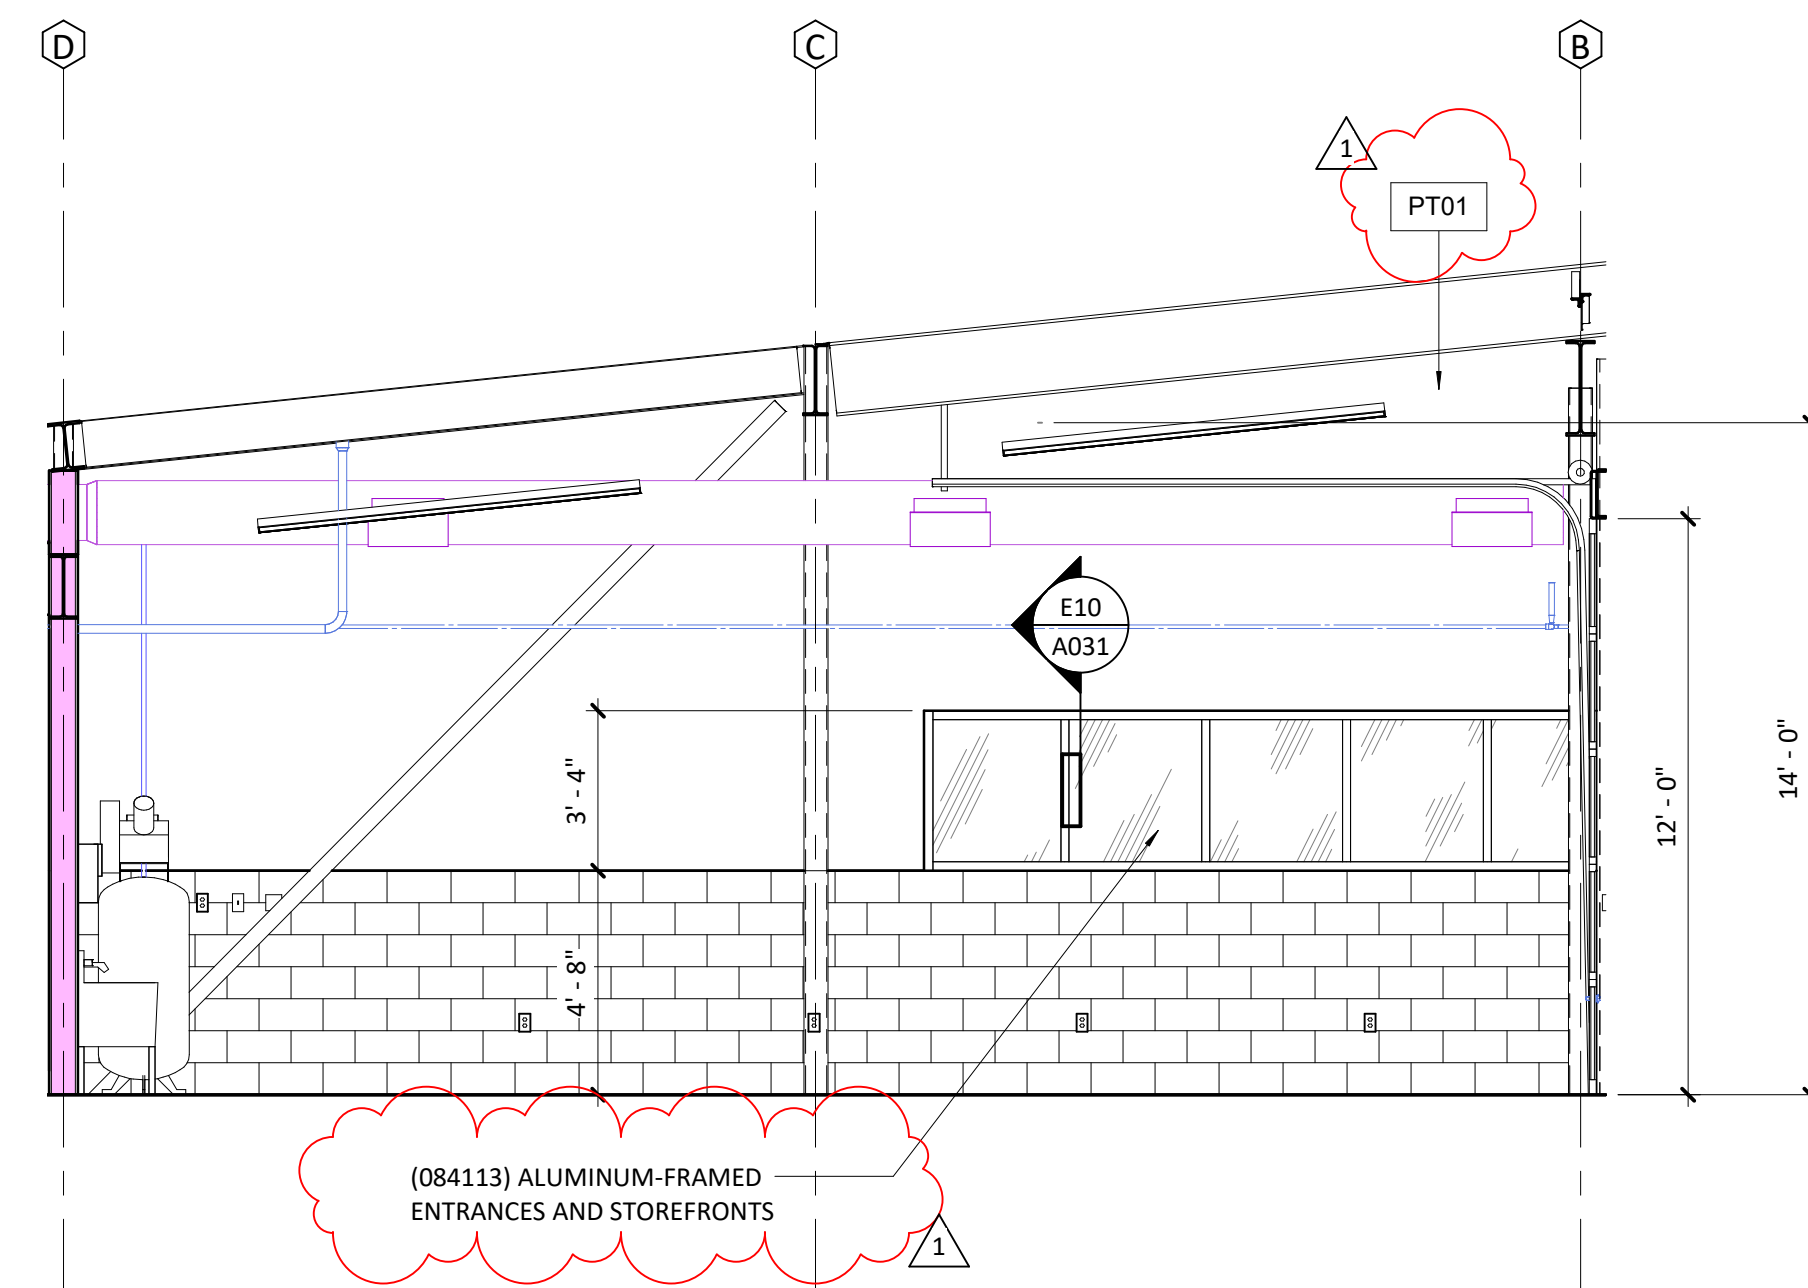 D
C
B
1
PT01
E10
A031
3' - 4"
4' - 8"
12' - 0"
14' - 0"
(084113) ALUMINUM-FRAMED
ENTRANCES AND STOREFRONTS
1